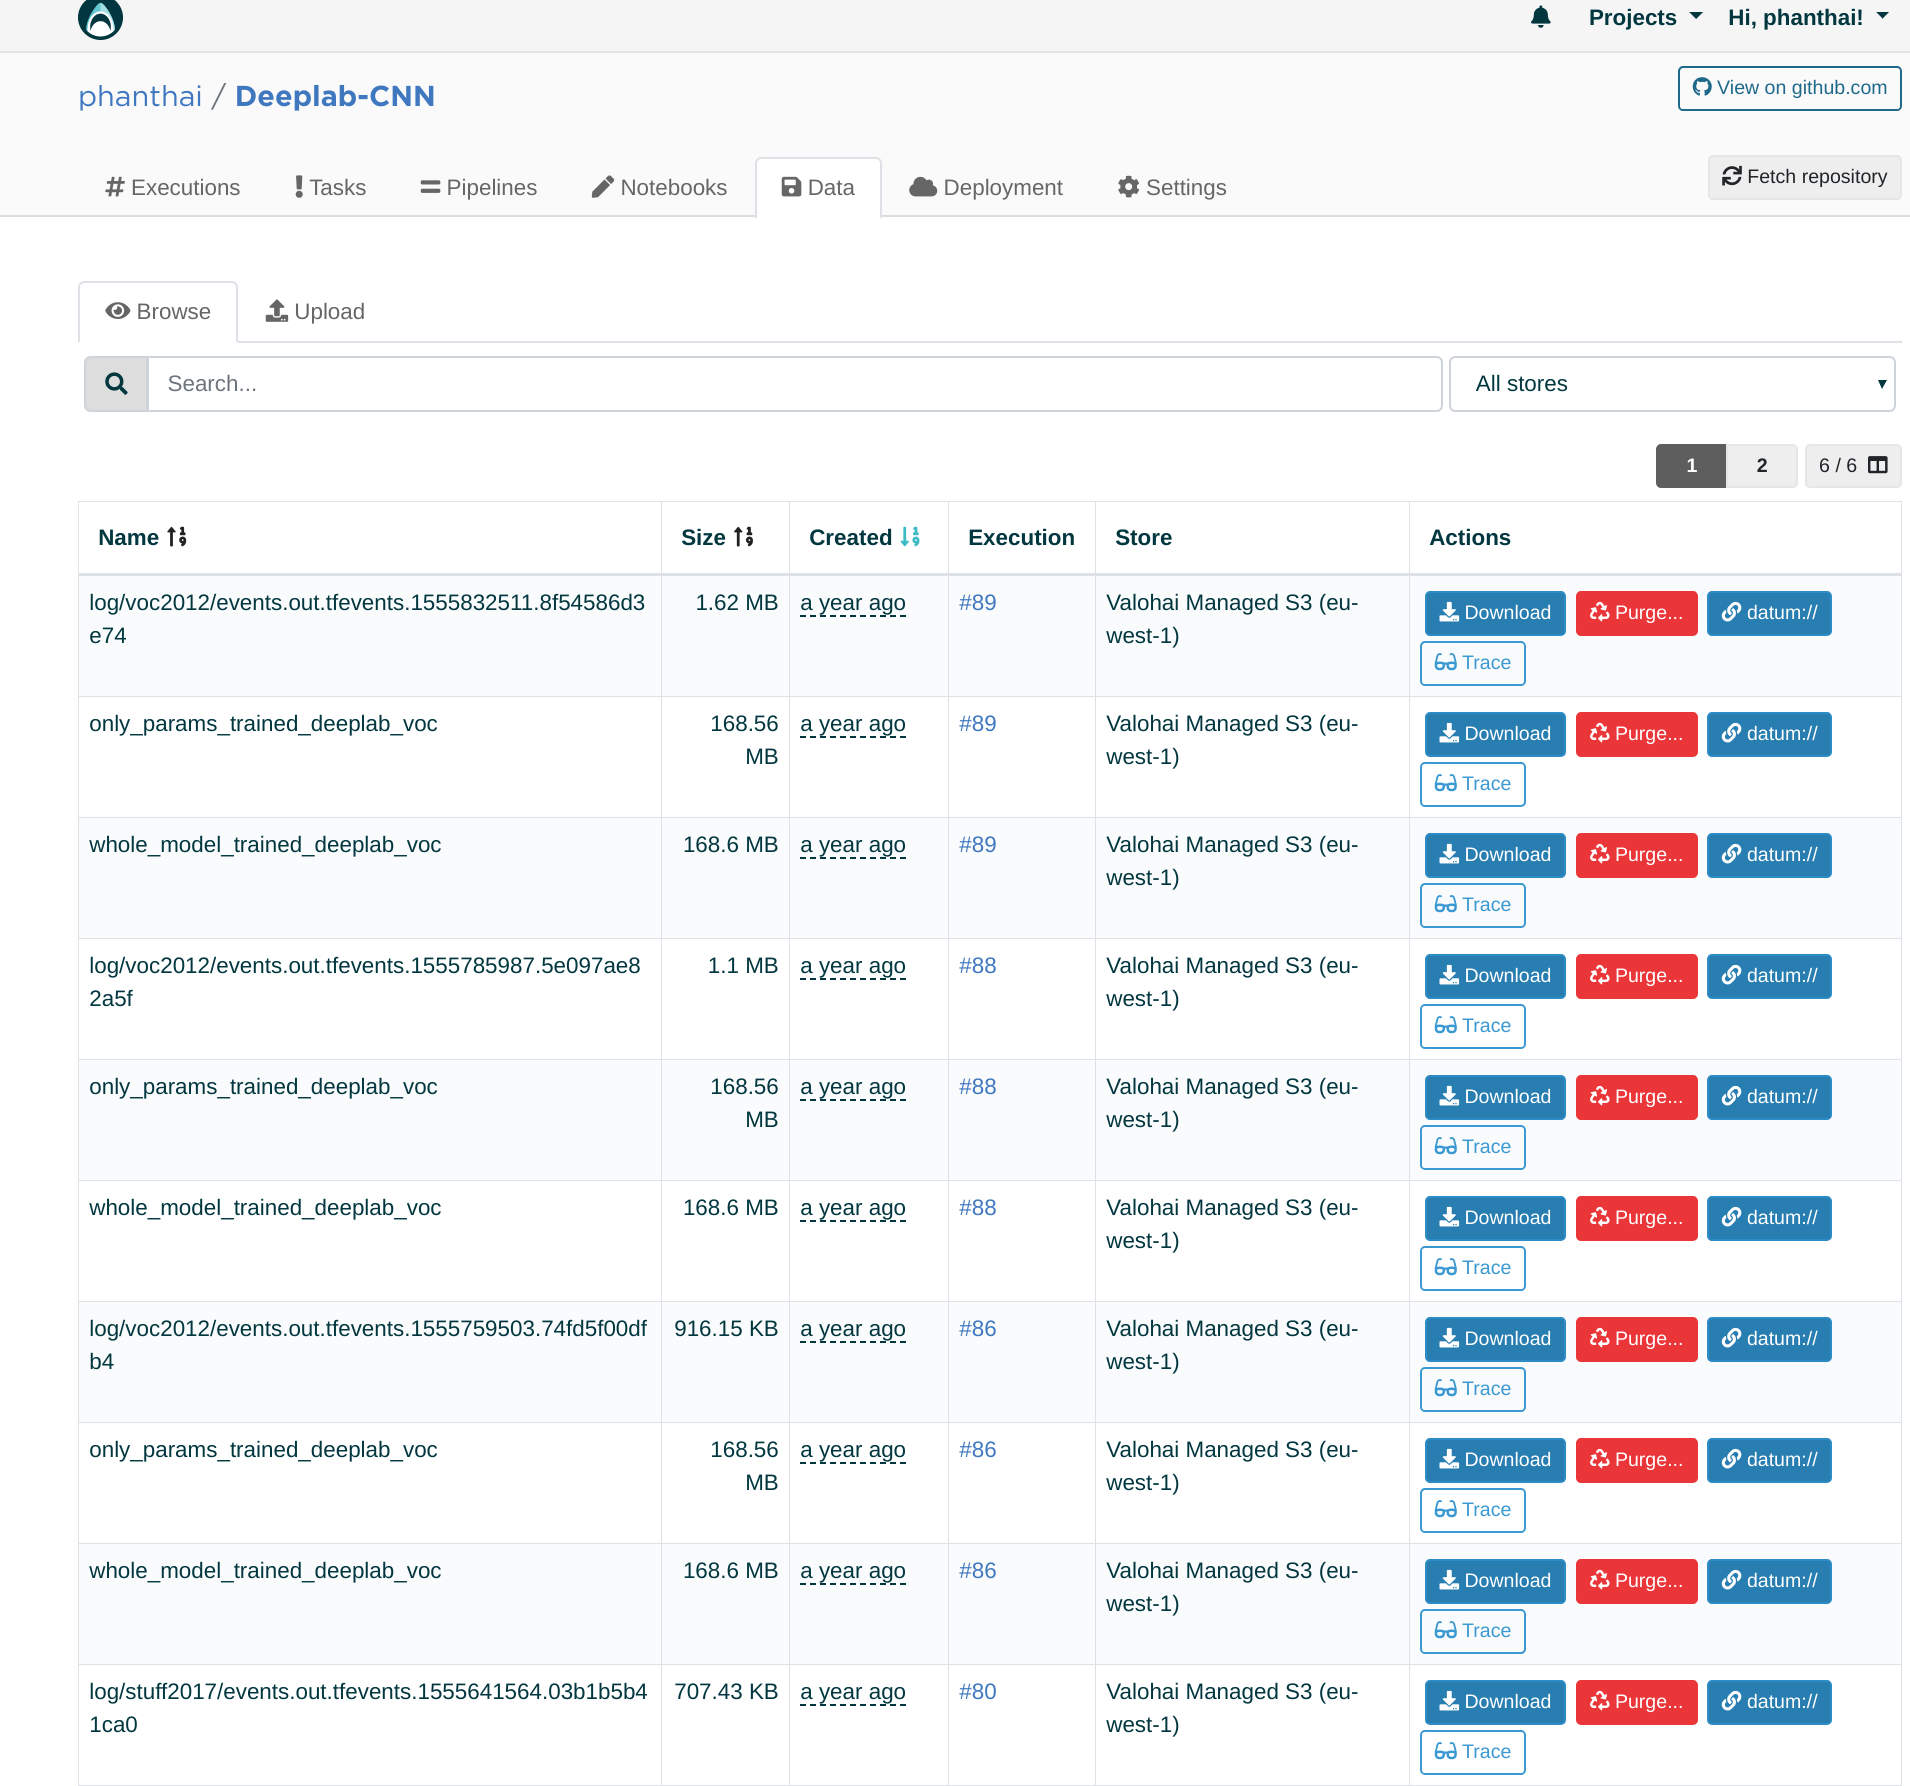 Projects Hi, phanthai!
phanthai / Deeplab-CNN View on github.com
Executions Tasks Pipelines Notebooks Data Deployment Settings Fetch repository
Browse Upload
Search... All stores
1 2 6 / 6
Name Size Created Execution Store Actions
log/voc2012/events.out.tfevents.1555832511.8f54586d3 1.62 MB a year ago #89 Valohai Managed S3 (eu- Download Purge... datum://
e74 west-1)
Trace
only_params_trained_deeplab_voc 168.56 a year ago #89 Valohai Managed S3 (eu- Download Purge... datum://
MB west-1)
Trace
whole_model_trained_deeplab_voc 168.6 MB a year ago #89 Valohai Managed S3 (eu- Download Purge... datum://
west-1)
Trace
log/voc2012/events.out.tfevents.1555785987.5e097ae8 1.1 MB a year ago #88 Valohai Managed S3 (eu- Download Purge... datum://
2a5f west-1)
Trace
only_params_trained_deeplab_voc 168.56 a year ago #88 Valohai Managed S3 (eu- Download Purge... datum://
MB west-1)
Trace
whole_model_trained_deeplab_voc 168.6 MB a year ago #88 Valohai Managed S3 (eu- Download Purge... datum://
west-1)
Trace
log/voc2012/events.out.tfevents.1555759503.74fd5f00df 916.15 KB a year ago #86 Valohai Managed S3 (eu- Download Purge... datum://
b4 west-1)
Trace
only_params_trained_deeplab_voc 168.56 a year ago #86 Valohai Managed S3 (eu- Download Purge... datum://
MB west-1)
Trace
whole_model_trained_deeplab_voc 168.6 MB a year ago #86 Valohai Managed S3 (eu- Download Purge... datum://
west-1)
Trace
log/stuff2017/events.out.tfevents.1555641564.03b1b5b4 707.43 KB a year ago #80 Valohai Managed S3 (eu- Download Purge... datum://
1ca0 west-1)
Trace